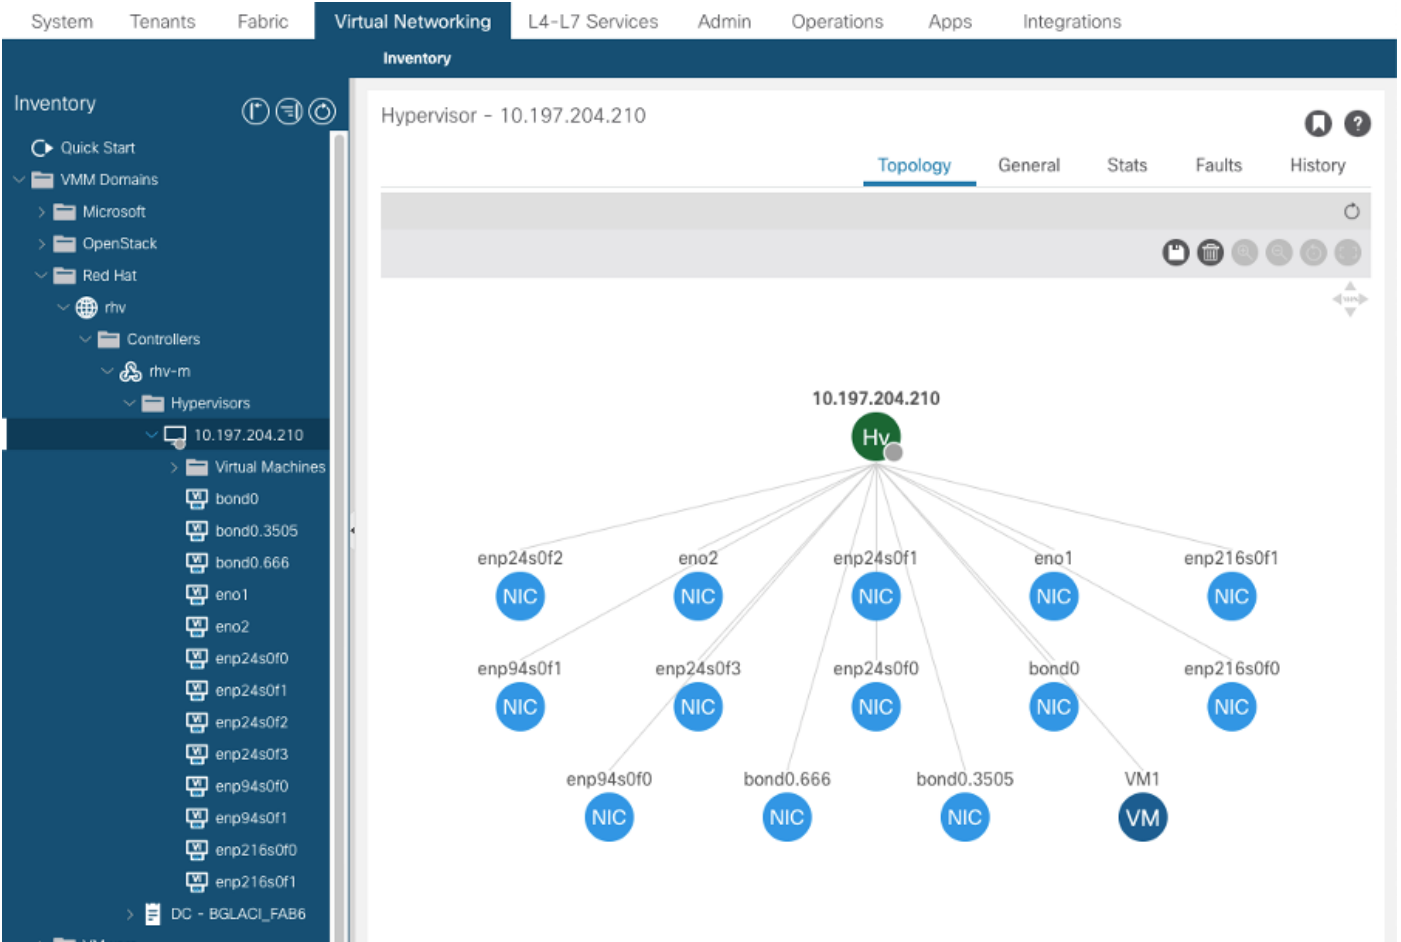 System Tenants Fabric Virtual Networking L4-L7 Services Admin Operations Apps Integrations
Inventory
Inventory
Quick Start
VMM Domains
Microsoft
OpenStack
Red Hat
rhv
Controllers
rhv-m
Hypervisors
10.197.204.210
Virtual Machines
bond0
bond0.3505
bond0.666
eno1
eno2
enp24s0f0
enp24s0f1
enp24s0f2
enp24s0f3
enp94s0f0
enp94s0f1
enp216s0f0
enp216s0f1
DC - BGLACI_FAB6
Hypervisor - 10.197.204.210
Topology General Stats Faults History
10.197.204.210
Hv
enp24s0f2 eno2 enp24s0f1 eno1 enp216s0f1
NIC NIC NIC NIC NIC
enp94s0f1 enp24s0f3 enp24s0f0 bond0 enp216s0f0
NIC NIC NIC NIC NIC
enp94s0f0 bond0.666 bond0.3505 VM1
NIC NIC NIC VM